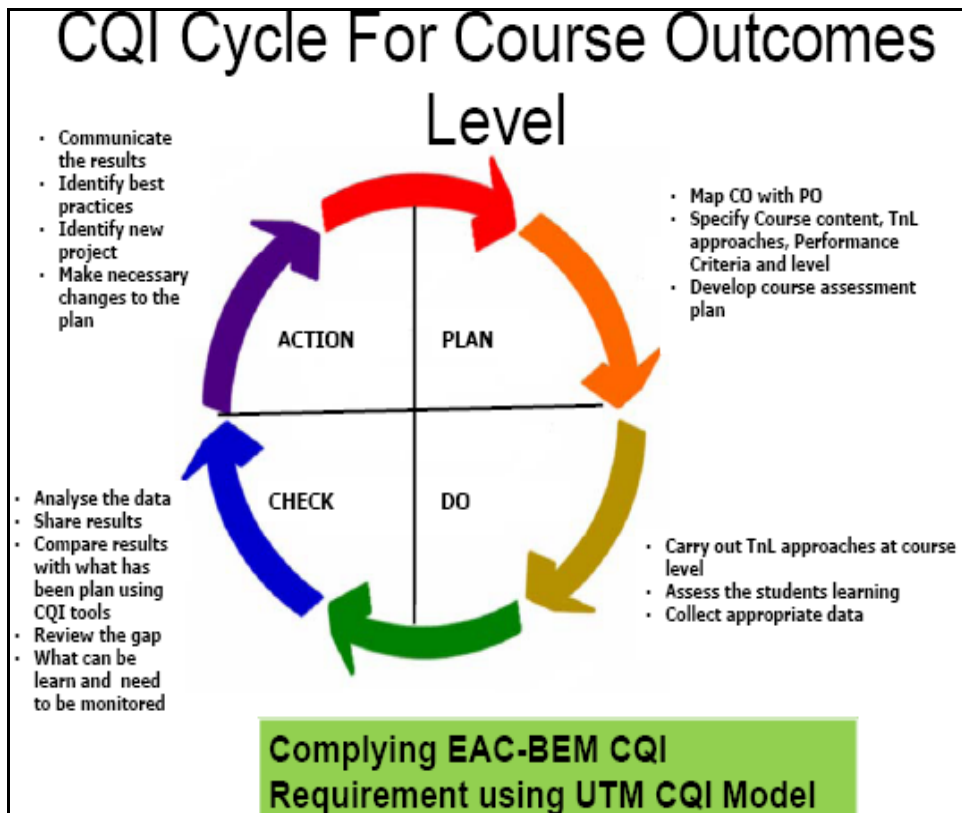 CQI Cycle For Course Outcomes
Level
· Communicate
the results
· Identify best
practices
· Identify new
project
· Make necessary
changes to the
plan
· Map CO with PO
· Specify Course content, TnL
approaches, Performance
Criteria and level
· Develop course assessment
plan
ACTION
PLAN
CHECK
DO
· Analyse the data
· Share results
· Compare results
with what has
been plan using
CQI tools
· Review the gap
· What can be
learn and need
to be monitored
· Carry out TnL approaches at course
level
· Assess the students learning
· Collect appropriate data
Complying EAC-BEM CQI
Requirement using UTM CQI Model